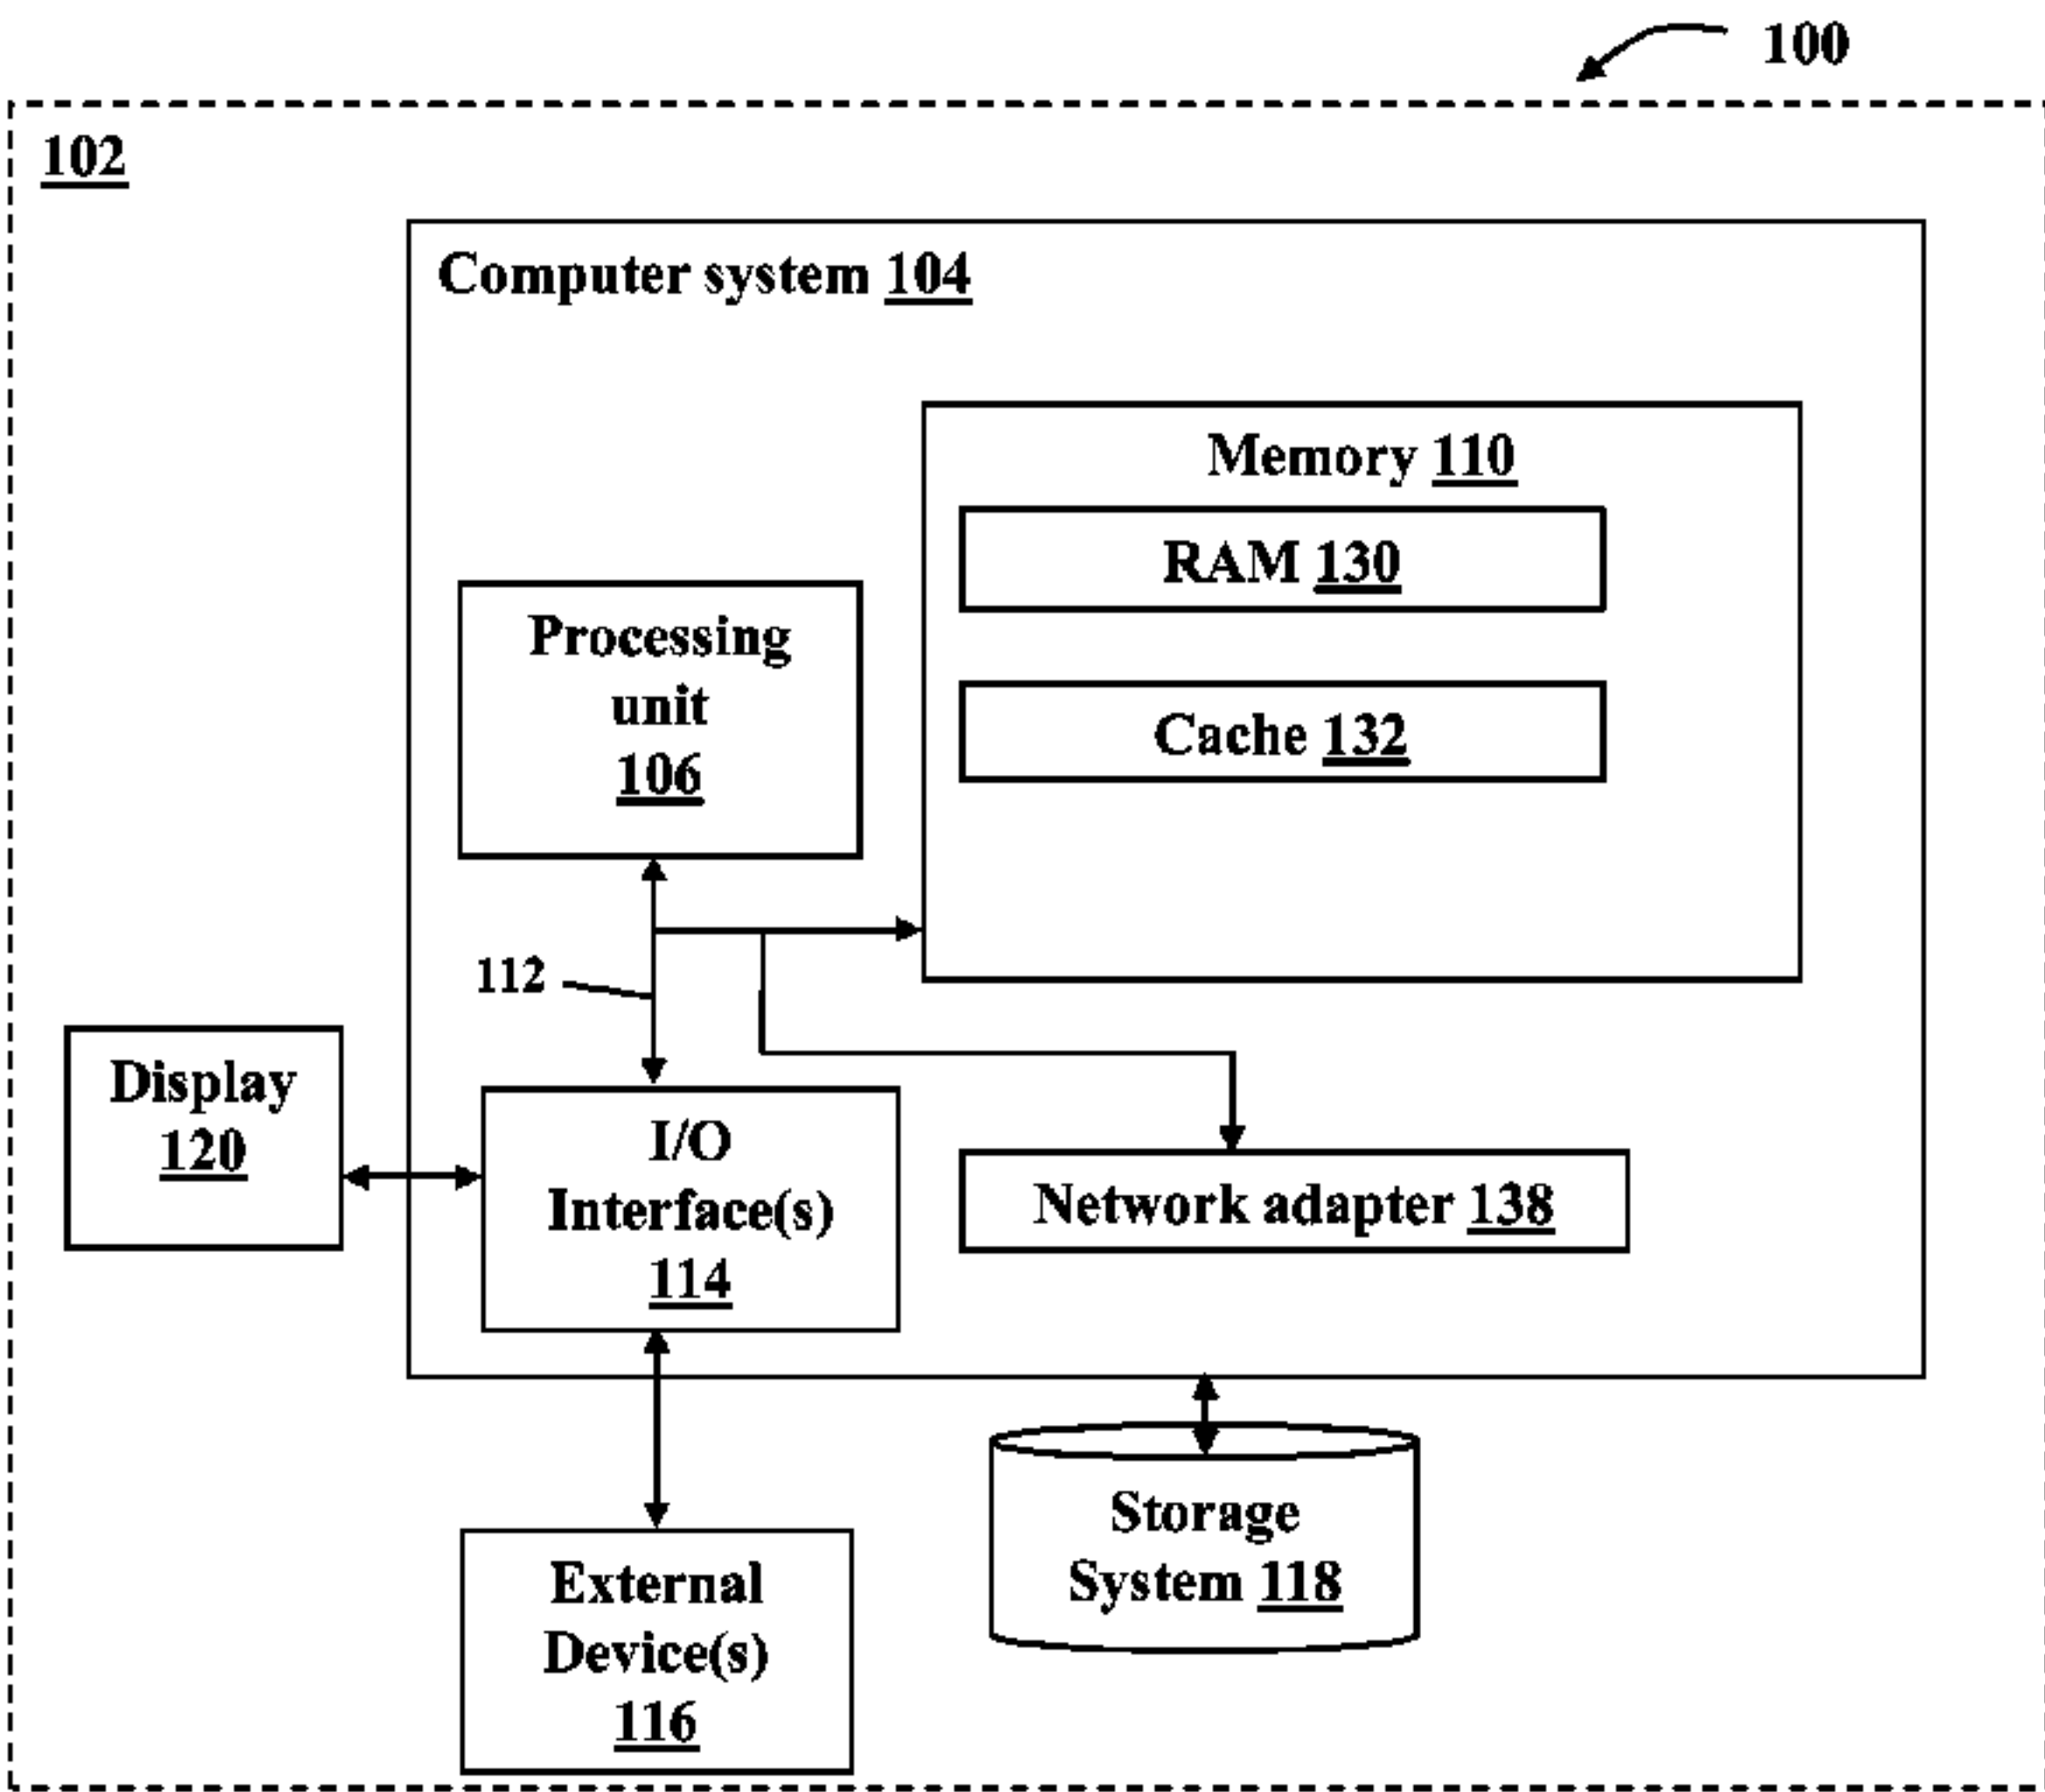 100
102
Computer system 104
Memory 110
RAM 130
Processing
unit
106
Cache 132
112
Display
120
I/O
Interface(s)
114
Network adapter 138
Storage
System 118
External
Device(s)
116